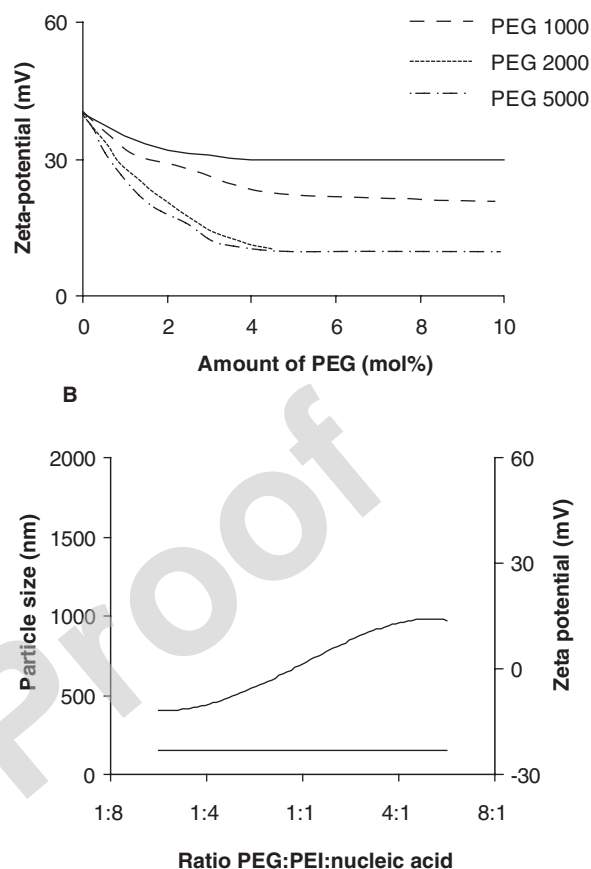 60
30
0
Zeta-potential (mV)
PEG 1000
PEG 2000
PEG 5000
0 2 4 6 8 10
Amount of PEG (mol%)
B
2000
1500
1000
500
0
Particle size (nm)
60
30
0
-30
Zeta potential (mV)
1:8 1:4 1:1 4:1 8:1
Ratio PEG:PEI:nucleic acid
Proof